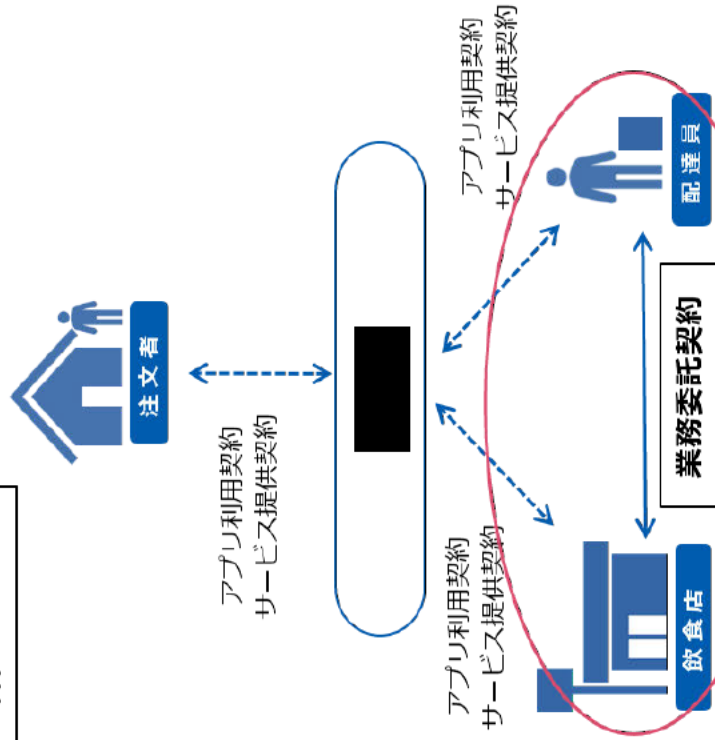 注文者
アプリ利用契約
サービス提供契約
アプリ利用契約
サービス提供契約
アプリ利用契約
サービス提供契約
飲食店
業務委託契約
配達員